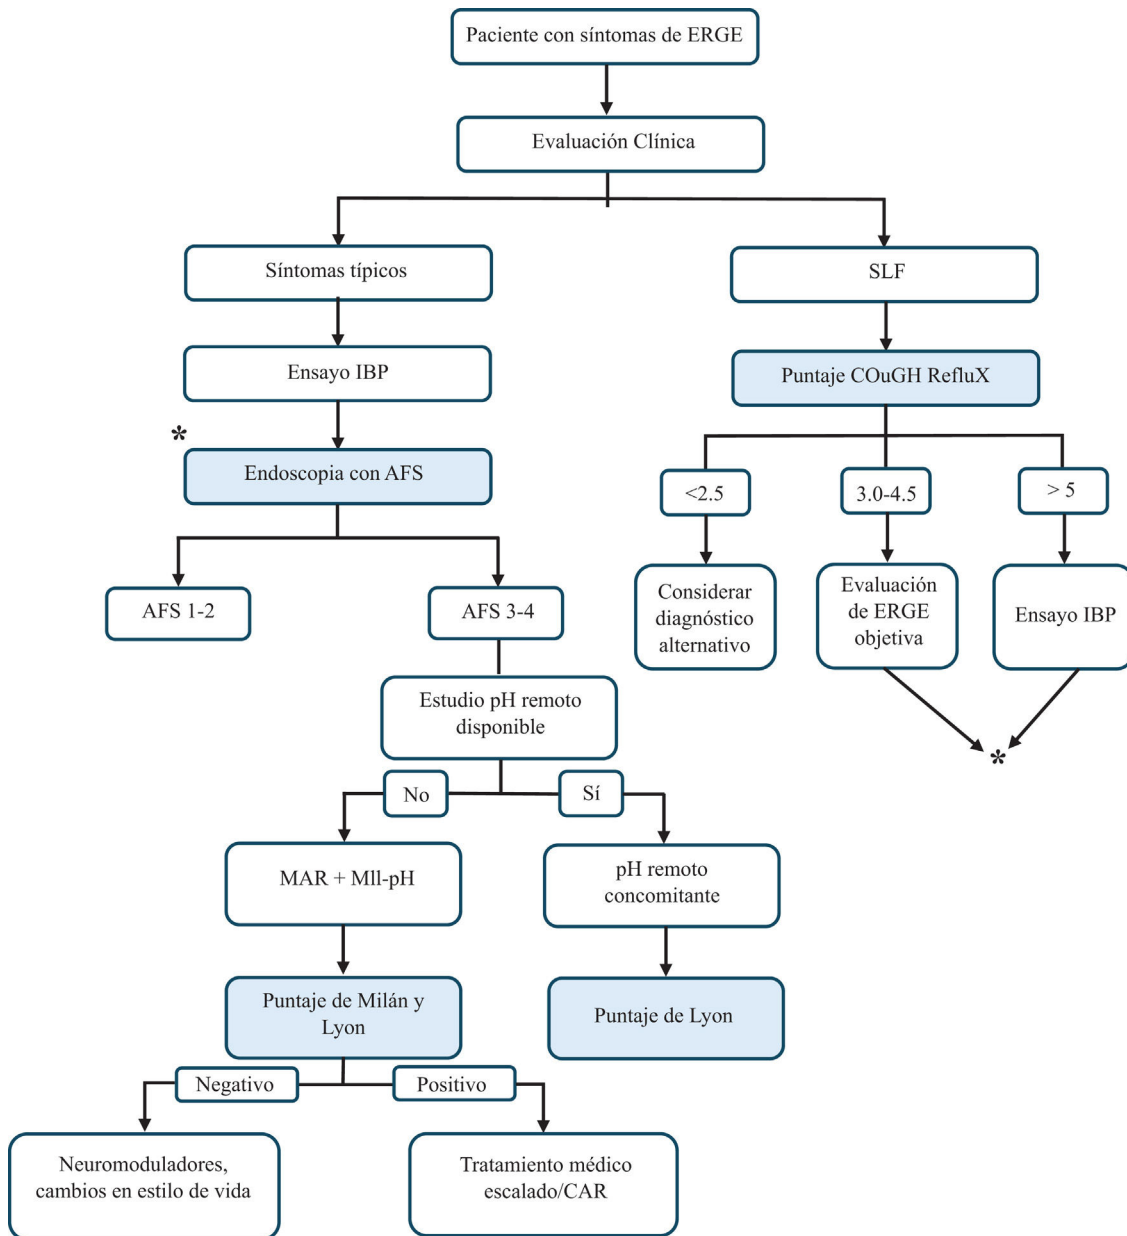 Paciente con síntomas de ERGE
Evaluación Clínica
Síntomas típicos
SLF
Ensayo IBP
Puntaje COuGH RefluX
*
Endoscopia con AFS
<2.5
3.0-4.5
> 5
AFS 1-2
AFS 3-4
Considerar
diagnóstico
alternativo
Evaluación
de ERGE
objetiva
Ensayo IBP
Estudio pH remoto
disponible
*
No
Sí
MAR + Mll-pH
pH remoto
concomitante
Puntaje de Milán y
Lyon
Puntaje de Lyon
Negativo
Positivo
Neuromoduladores,
cambios en estilo de vida
Tratamiento médico
escalado/CAR